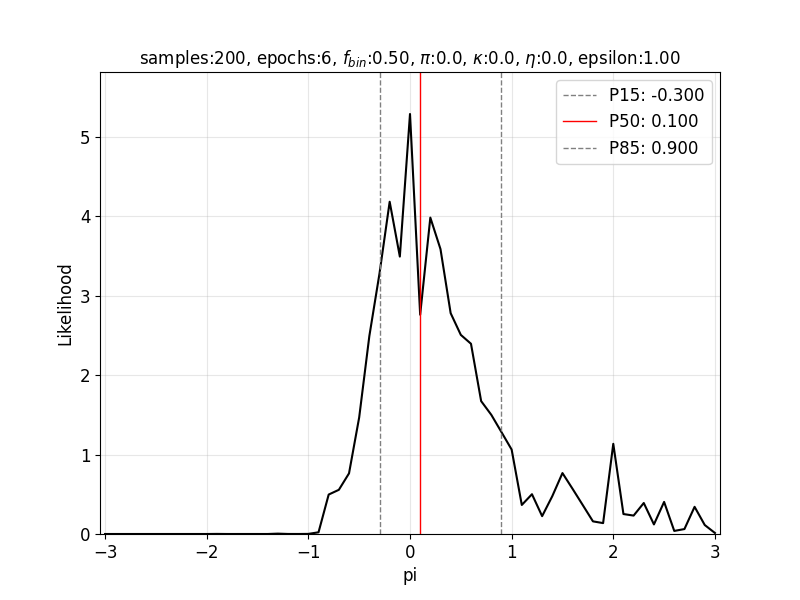 samples:200, epochs:6, $f_{bin}$:0.50, π:0.0, κ:0.0, η:0.0, epsilon:1.00
P15: -0.300
P50: 0.100
P85: 0.900
Likelihood
5
4
3
2
1
0
−3 −2 −1 0 1 2 3
pi